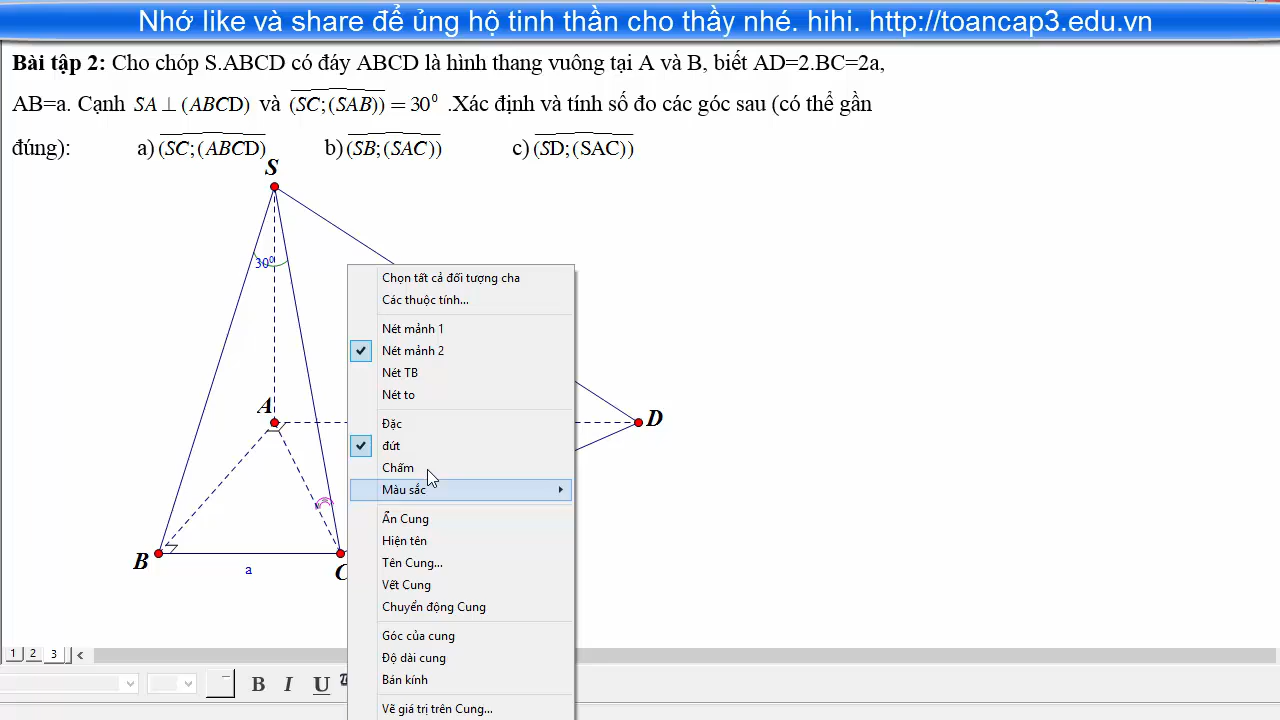 Nhớ like và share để ủng hộ tinh thần cho thầy nhé. hihi. http://toancap3.edu.vn
Bài tập 2: Cho chóp S.ABCD có đáy ABCD là hình thang vuông tại A và B, biết AD=2.BC=2a,
AB=a. Cạnh SA ⊥ (ABCD) và (SC;(SAB)) = 30⁰ .Xác định và tính số đo các góc sau (có thể gần
đúng): a) (SC;(ABCD) b) (SB;(SAC)) c) (SD;(SAC))
S
30⁰
A
D
B
a
C
Chọn tất cả đối tượng cha
Các thuộc tính...
Nét mảnh 1
Nét mảnh 2
Nét TB
Nét to
Đặc
đứt
Chấm
Màu sắc
Ẩn Cung
Hiện tên
Tên Cung...
Vết Cung
Chuyển động Cung
Góc của cung
Độ dài cung
Bán kính
Vẽ giá trị trên Cung...
1 2 3
B I U